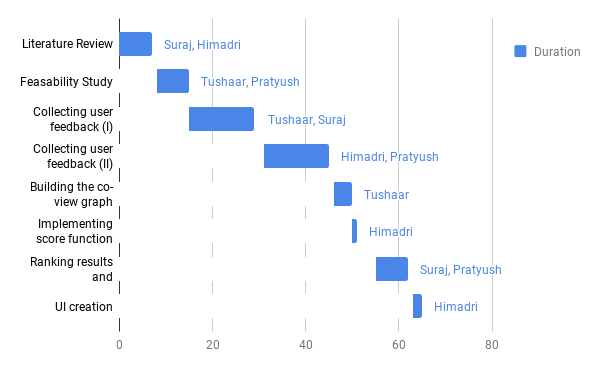 Literature Review
Suraj, Himadri
Duration
Feasability Study
Tushaar, Pratyush
Collecting user
feedback (I)
Tushaar, Suraj
Collecting user
feedback (II)
Himadri, Pratyush
Building the co-
view graph
Tushaar
Implementing
score function
Himadri
Ranking results
and
Suraj, Pratyush
UI creation
Himadri
0 20 40 60 80